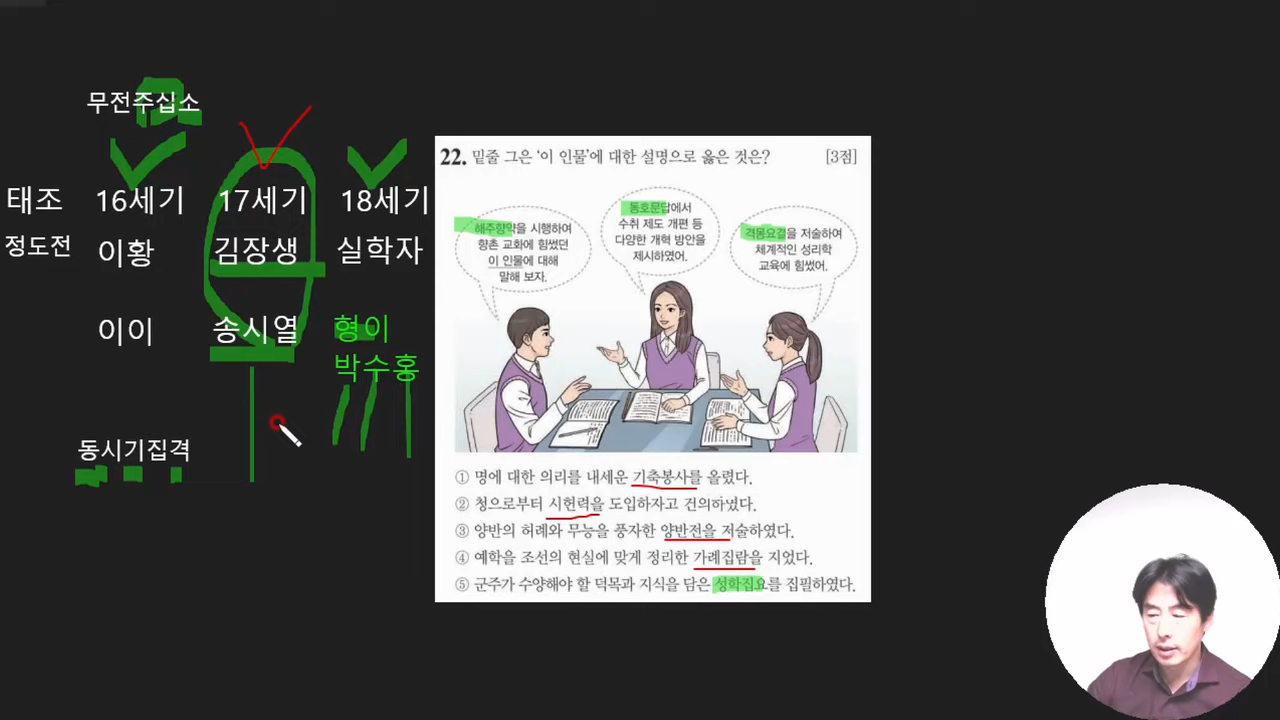 무전주십소
태조 16세기 17세기 18세기
정도전 이황 김장생 실학자
이이 송시열 형이
박수홍
동시기집격
22. 밑줄 그은 '이 인물'에 대한 설명으로 옳은 것은? [3점]
해주향약을 시행하여
향촌 교화에 힘썼던
이 인물에 대해
말해 보자.
동호문답에서
수취 제도 개편 등
다양한 개혁 방안을
제시하였어.
격몽요결을 저술하여
체계적인 성리학
교육에 힘썼어.
① 명에 대한 의리를 내세운 기축봉사를 올렸다.
② 청으로부터 시헌력을 도입하자고 건의하였다.
③ 양반의 허례와 무능을 풍자한 양반전을 저술하였다.
④ 예학을 조선의 현실에 맞게 정리한 가례집람을 지었다.
⑤ 군주가 수양해야 할 덕목과 지식을 담은 성학집요를 집필하였다.